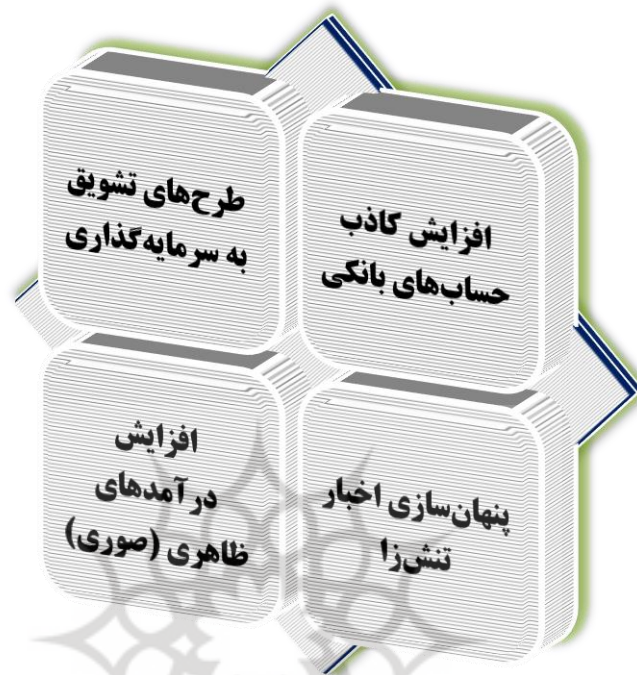 افزایش کاذب
حساب‌های بانکی
طرح‌های تشویق
به سرمایه‌گذاری
پنهان‌سازی اخبار
تنش‌زا
افزایش
درآمدهای
ظاهری (صوری)